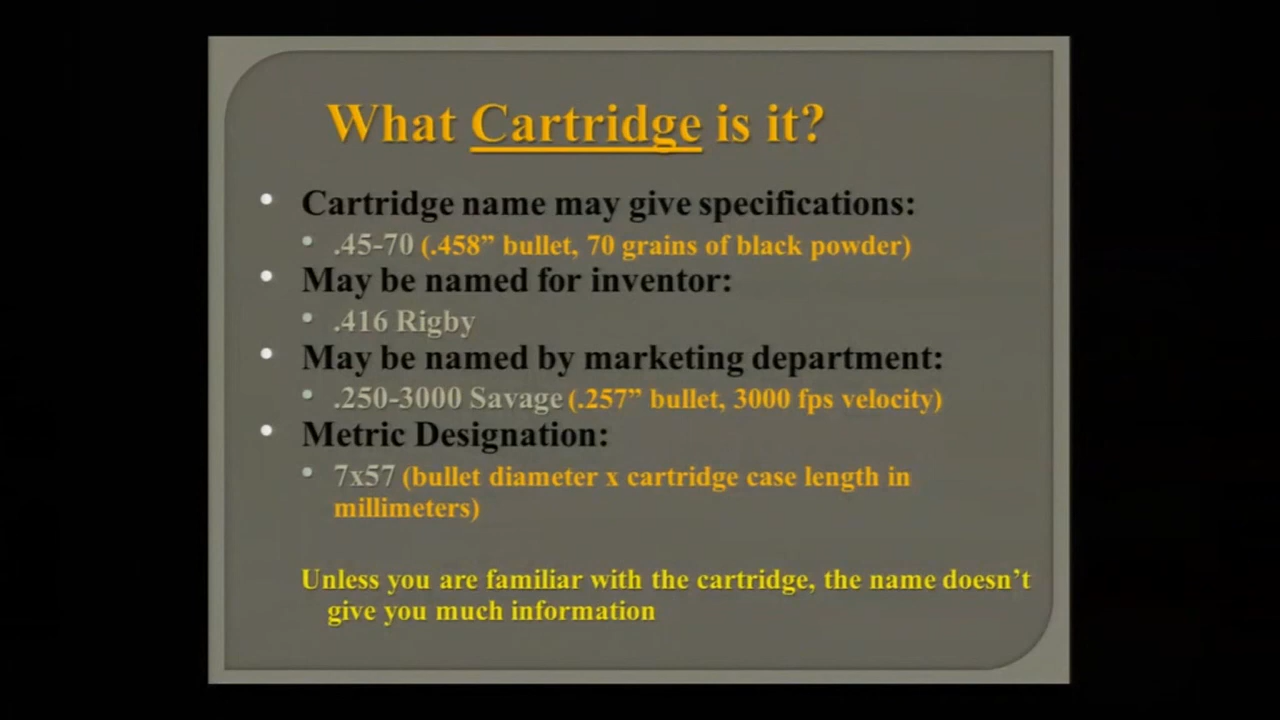 What Cartridge is it?
• Cartridge name may give specifications:
• .45-70 (.458” bullet, 70 grains of black powder)
• May be named for inventor:
• .416 Rigby
• May be named by marketing department:
• .250-3000 Savage (.257” bullet, 3000 fps velocity)
• Metric Designation:
• 7x57 (bullet diameter x cartridge case length in
millimeters)
Unless you are familiar with the cartridge, the name doesn’t
give you much information